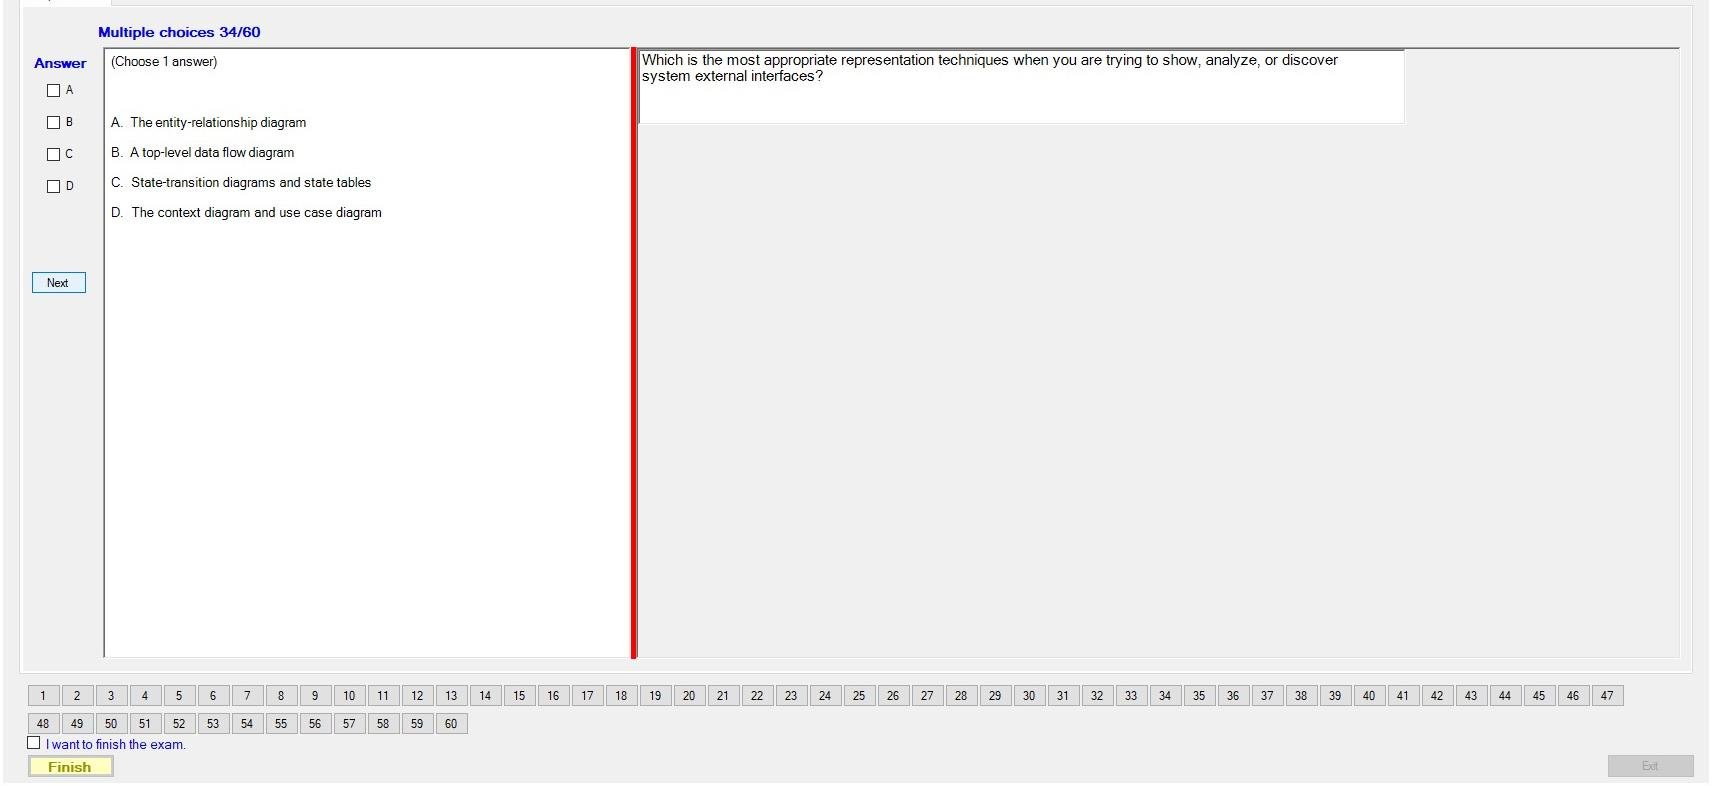 Multiple choices 34/60
Answer
A
B
C
D
Next
(Choose 1 answer)
A. The entity-relationship diagram
B. A top-level data flow diagram
C. State-transition diagrams and state tables
D. The context diagram and use case diagram
Which is the most appropriate representation techniques when you are trying to show, analyze, or discover
system external interfaces?
1 2 3 4 5 6 7 8 9 10 11 12 13 14 15 16 17 18 19 20 21 22 23 24 25 26 27 28 29 30 31 32 33 34 35 36 37 38 39 40 41 42 43 44 45 46 47
48 49 50 51 52 53 54 55 56 57 58 59 60
I want to finish the exam.
Finish
Exit